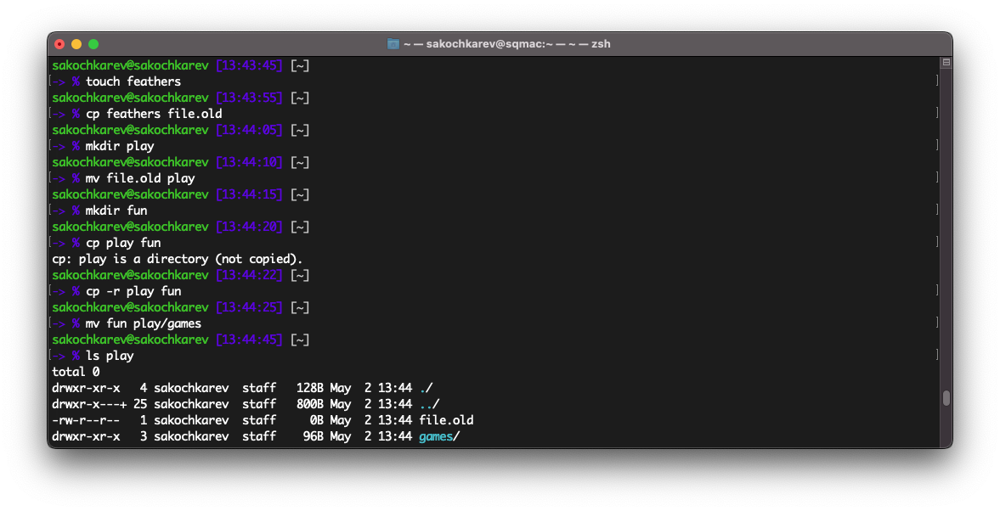 ~ — sakochkarev@sqmac:~ — ~ — zsh
sakochkarev@sakochkarev [13:43:45] [~]
[-> % touch feathers ]
sakochkarev@sakochkarev [13:43:55] [~]
[-> % cp feathers file.old ]
sakochkarev@sakochkarev [13:44:05] [~]
[-> % mkdir play ]
sakochkarev@sakochkarev [13:44:10] [~]
[-> % mv file.old play ]
sakochkarev@sakochkarev [13:44:15] [~]
[-> % mkdir fun ]
sakochkarev@sakochkarev [13:44:20] [~]
[-> % cp play fun ]
cp: play is a directory (not copied).
sakochkarev@sakochkarev [13:44:22] [~]
[-> % cp -r play fun ]
sakochkarev@sakochkarev [13:44:25] [~]
[-> % mv fun play/games ]
sakochkarev@sakochkarev [13:44:45] [~]
[-> % ls play ]
total 0
drwxr-xr-x   4 sakochkarev  staff   128B May  2 13:44 ./
drwxr-x---+ 25 sakochkarev  staff   800B May  2 13:44 ../
-rw-r--r--   1 sakochkarev  staff     0B May  2 13:44 file.old
drwxr-xr-x   3 sakochkarev  staff    96B May  2 13:44 games/